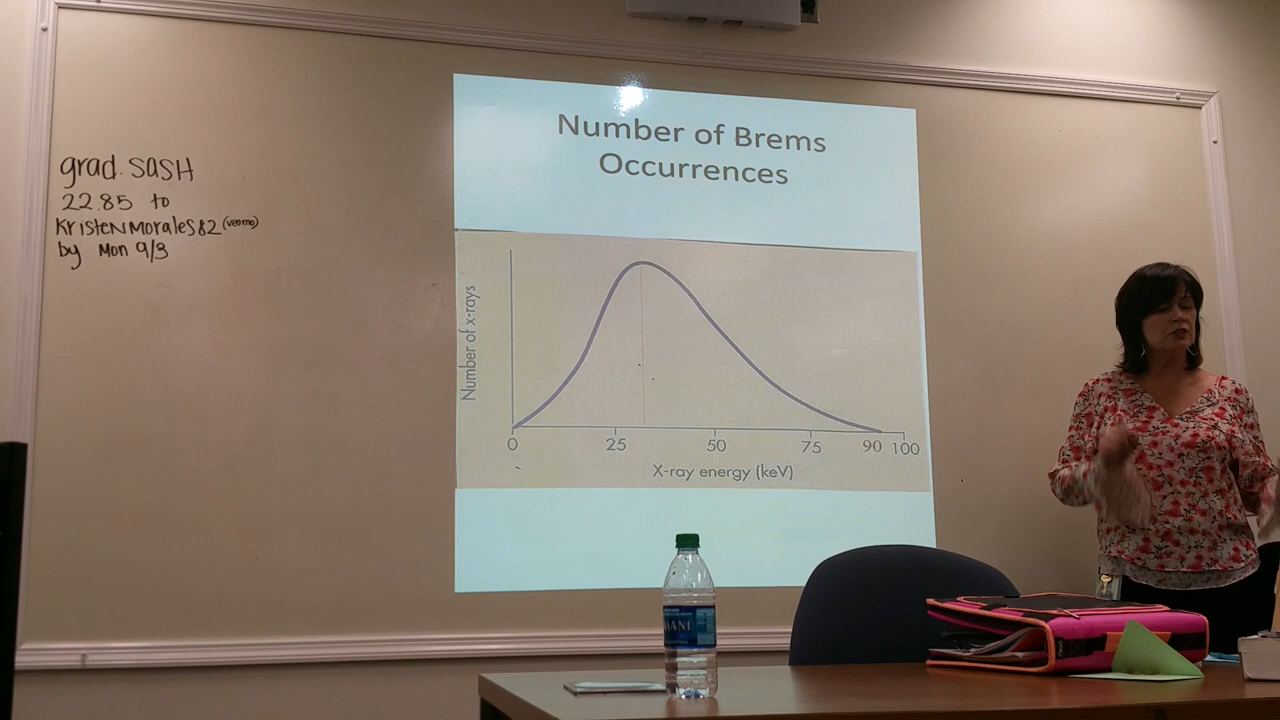 grad. SASH
22.85 to
KristeNMorales82 (venmo)
by Mon 9/3
Number of Brems
Occurrences
Number of x-rays
0 25 50 75 90 100
X-ray energy (keV)